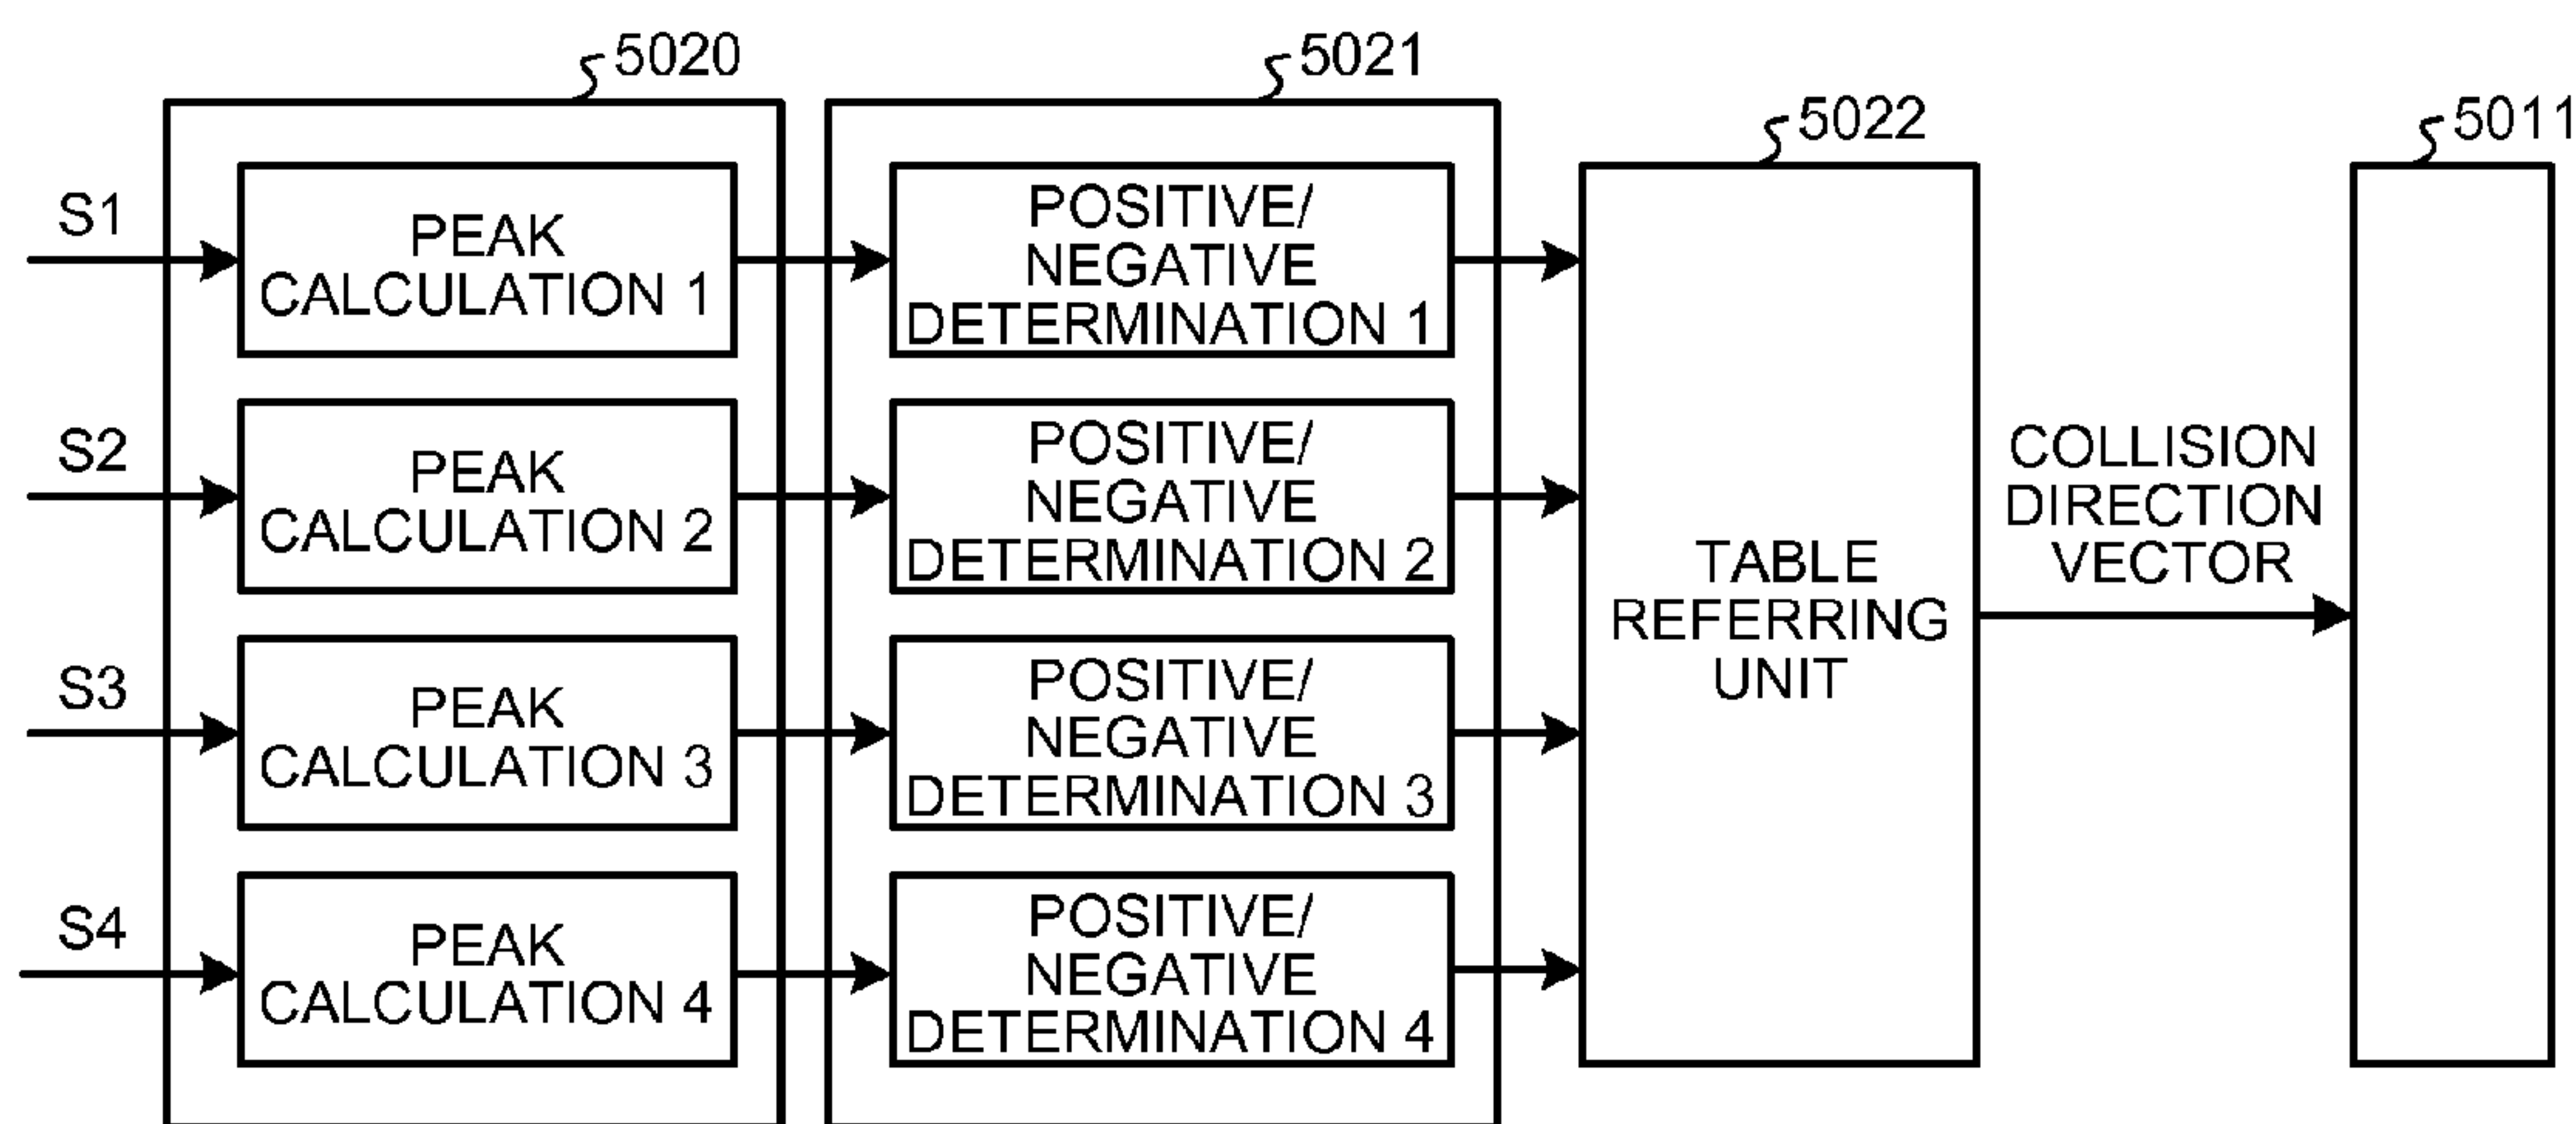 5020
5021
5022
5011
S1
PEAK
CALCULATION 1
POSITIVE/
NEGATIVE
DETERMINATION 1
S2
PEAK
CALCULATION 2
POSITIVE/
NEGATIVE
DETERMINATION 2
S3
PEAK
CALCULATION 3
POSITIVE/
NEGATIVE
DETERMINATION 3
S4
PEAK
CALCULATION 4
POSITIVE/
NEGATIVE
DETERMINATION 4
TABLE
REFERRING
UNIT
COLLISION
DIRECTION
VECTOR